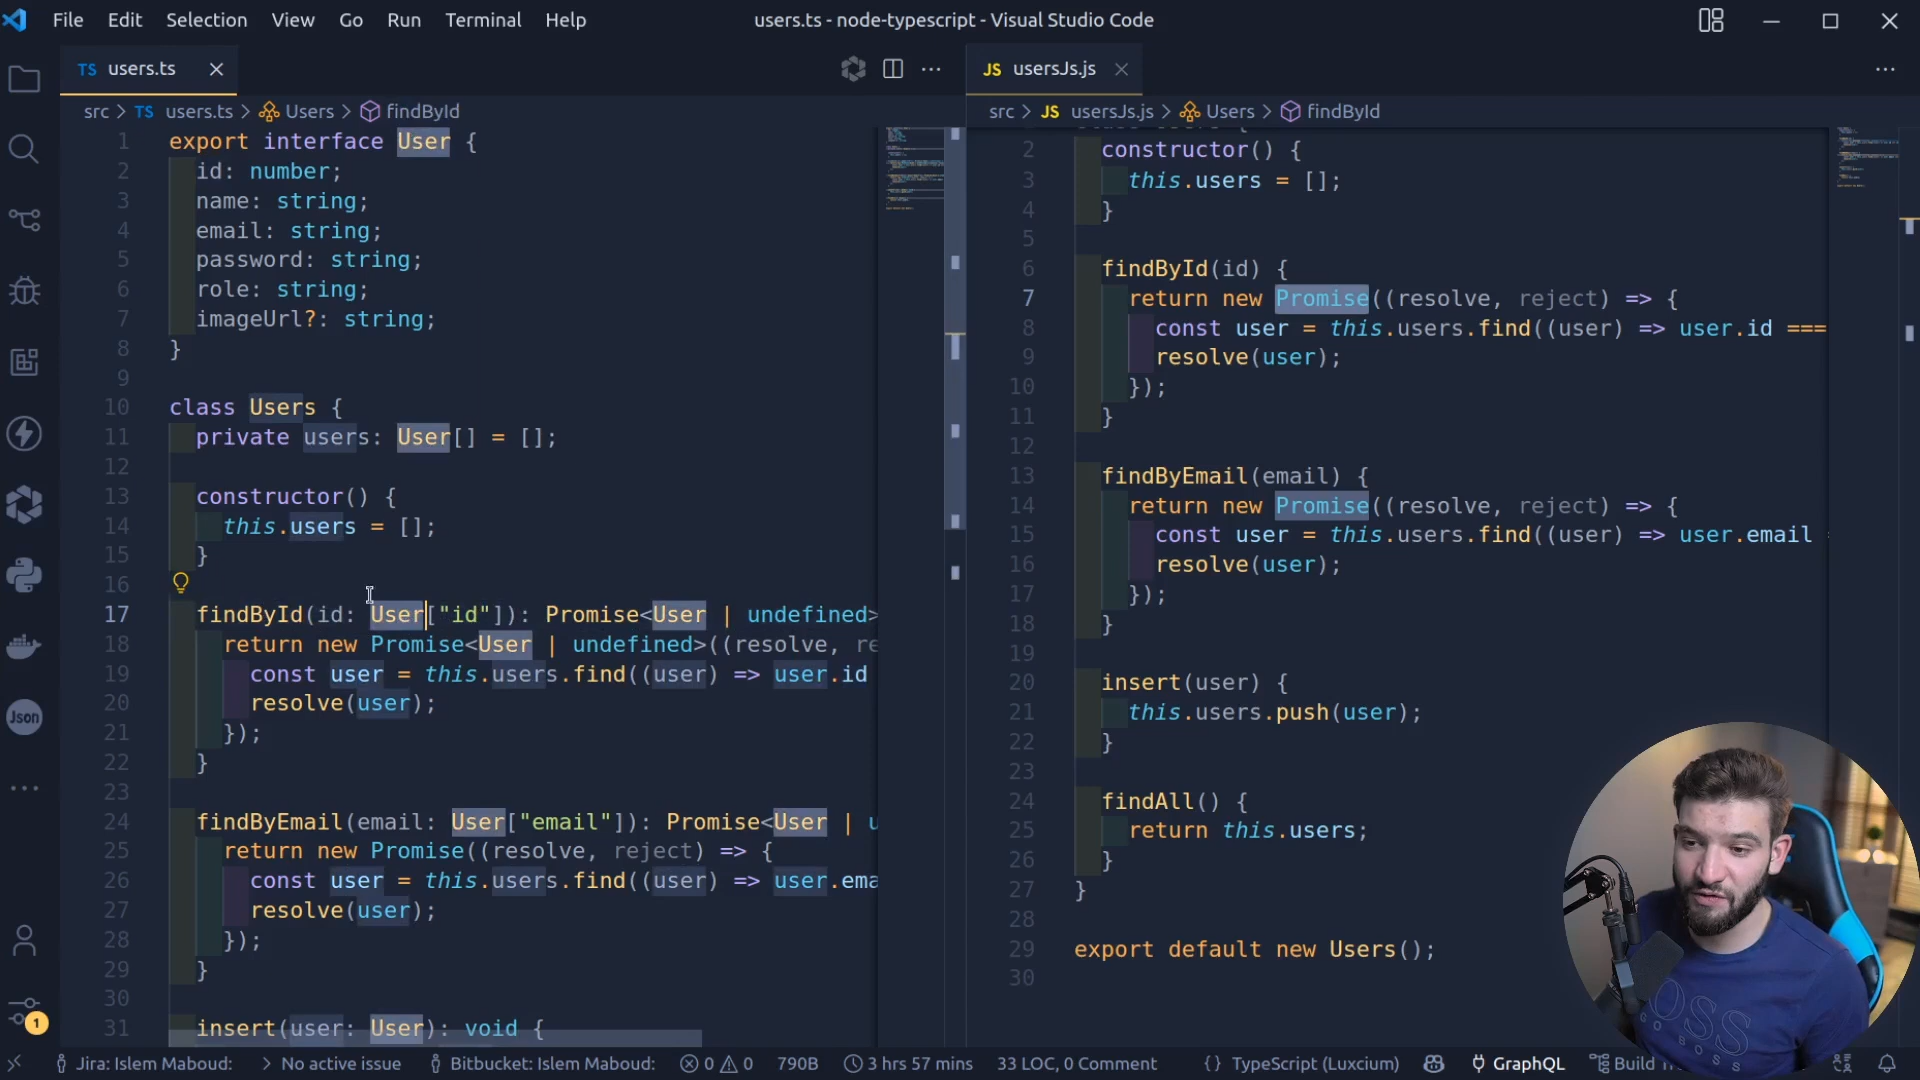 File Edit Selection View Go Run Terminal Help
users.ts - node-typescript - Visual Studio Code
TS users.ts
src > TS users.ts > Users > findById
1 export interface User {
2 id: number;
3 name: string;
4 email: string;
5 password: string;
6 role: string;
7 imageUrl?: string;
8 }
9
10 class Users {
11 private users: User[] = [];
12
13 constructor() {
14 this.users = [];
15 }
16
17 findById(id: User["id"]): Promise<User | undefined>
18 return new Promise<User | undefined>((resolve, re
19 const user = this.users.find((user) => user.id
20 resolve(user);
21 });
22 }
23
24 findByEmail(email: User["email"]): Promise<User | u
25 return new Promise((resolve, reject) => {
26 const user = this.users.find((user) => user.ema
27 resolve(user);
28 });
29 }
30
31 insert(user: User): void {
JS usersJs.js
src > JS usersJs.js > Users > findById
2 constructor() {
3 this.users = [];
4 }
5
6 findById(id) {
7 return new Promise((resolve, reject) => {
8 const user = this.users.find((user) => user.id ===
9 resolve(user);
10 });
11 }
12
13 findByEmail(email) {
14 return new Promise((resolve, reject) => {
15 const user = this.users.find((user) => user.email
16 resolve(user);
17 });
18 }
19
20 insert(user) {
21 this.users.push(user);
22 }
23
24 findAll() {
25 return this.users;
26 }
27 }
28
29 export default new Users();
30
Json
1
BOSS
HUGO BOSS
Jira: Islem Maboud: > No active issue Bitbucket: Islem Maboud: 0 0 790B 3 hrs 57 mins 33 LOC, 0 Comment {} TypeScript (Luxcium) GraphQL Build